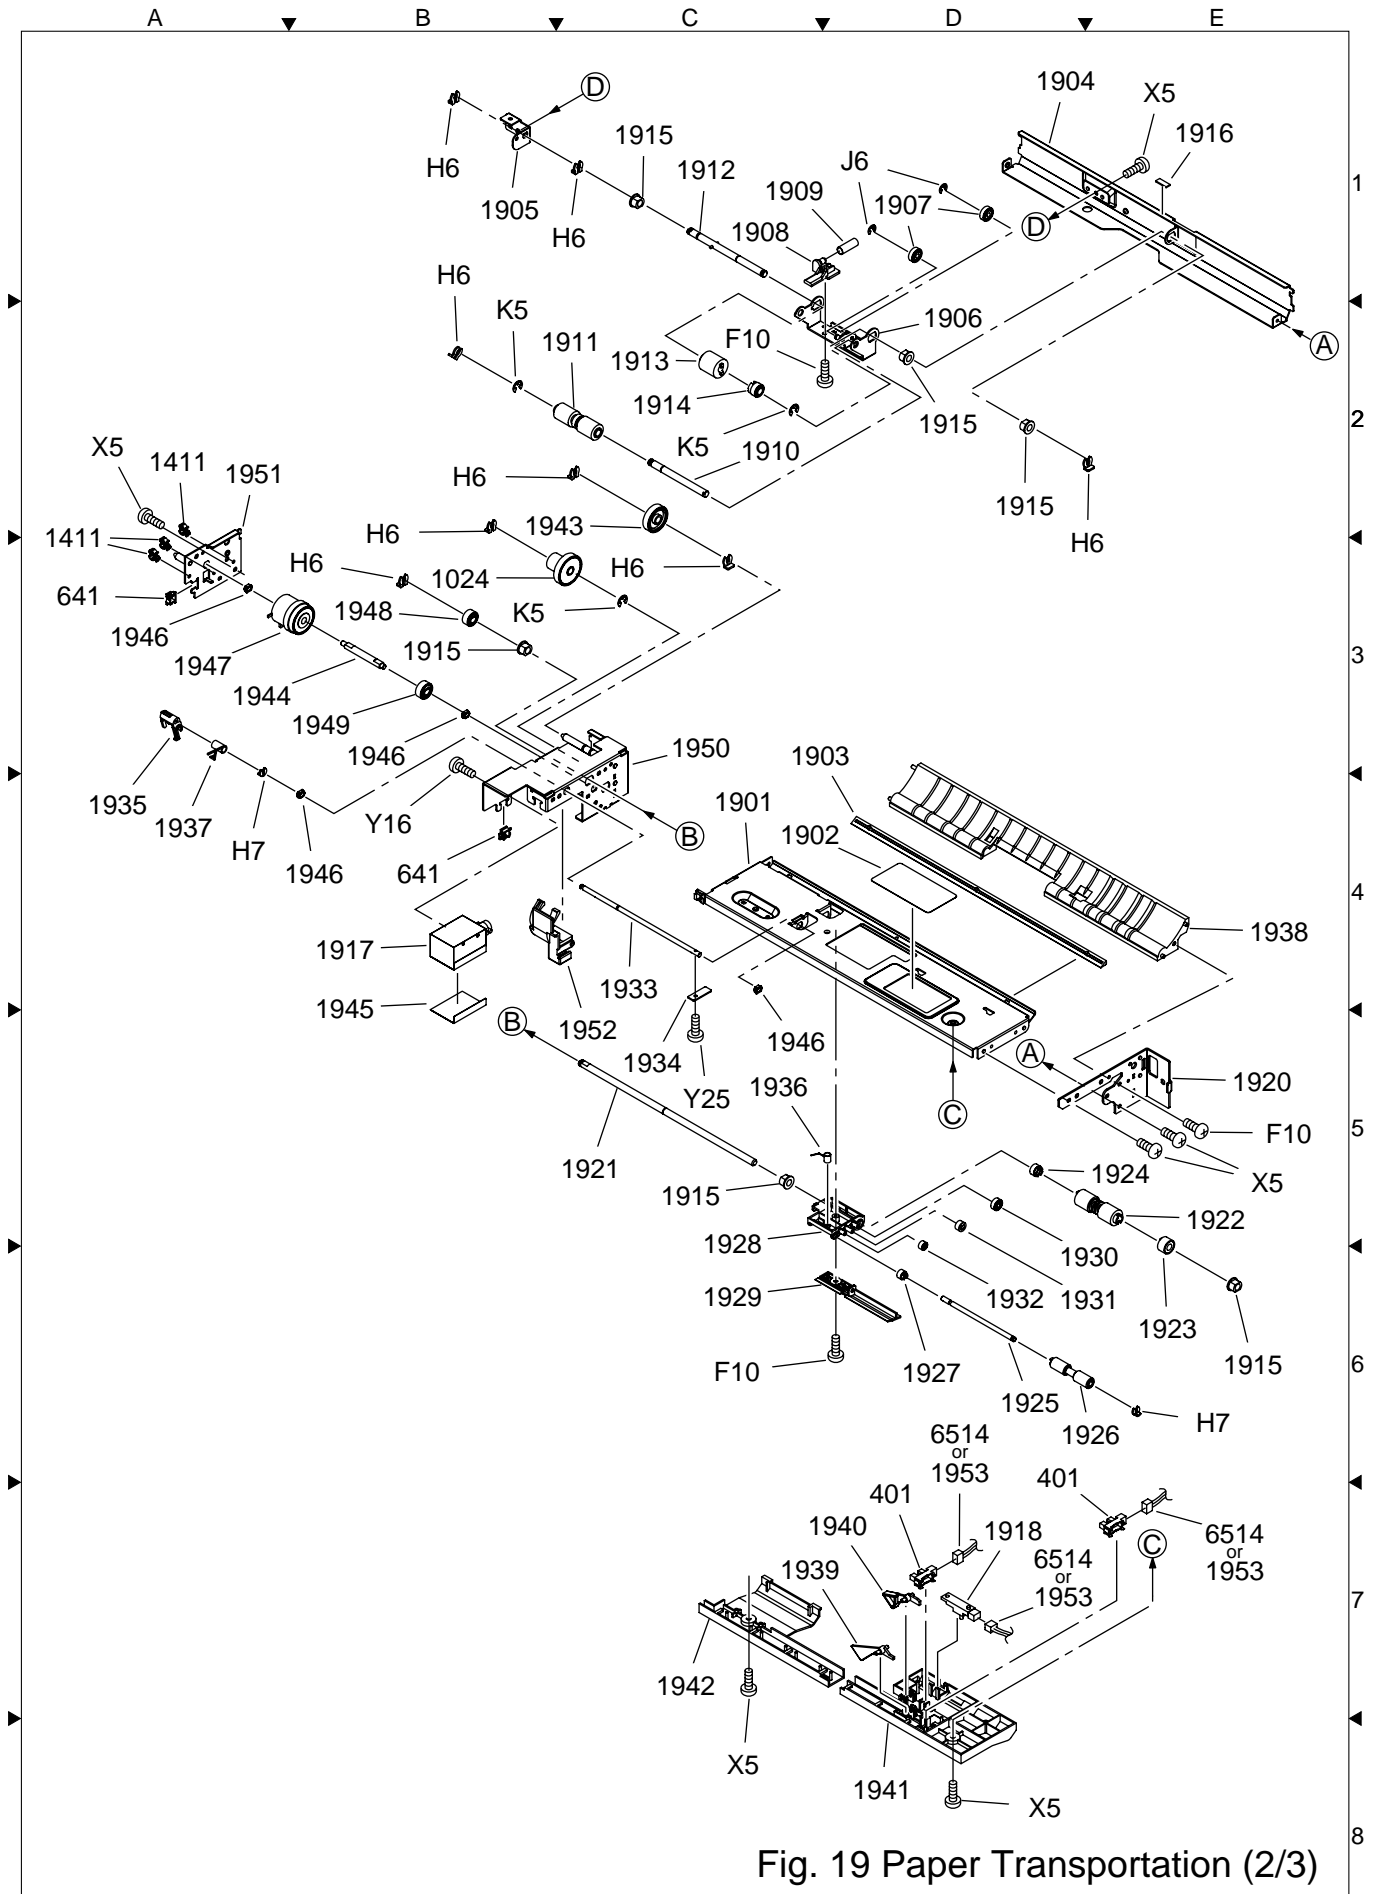 A B C D E
1904
X5
1916
D
1915
H6
1912
J6
1
1909
1905
1907
H6
1908
D
H6
K5
1906
1911
F10
A
1913
1914
1915
2
K5
X5
1411
1951
1910
H6
1915
1411
H6
1943
H6
H6
H6
641
1024
1948
K5
1946
1915
1947
3
1944
1949
1946
1950
1903
1935
1937
Y16
1901
H7
B
1902
1946
641
4
1917
1938
1933
1945
B
1952
1946
1934
A
1920
1936
Y25
C
F10
5
1921
1924
X5
1915
1922
1928
1930
1929
1932
1931
1923
F10
1927
1915
6
1925
H7
1926
6514
or
1953
401
401
1940
1918
6514
or
1953
6514
or
1953
C
1939
7
1942
X5
1941
X5
8
Fig. 19 Paper Transportation (2/3)